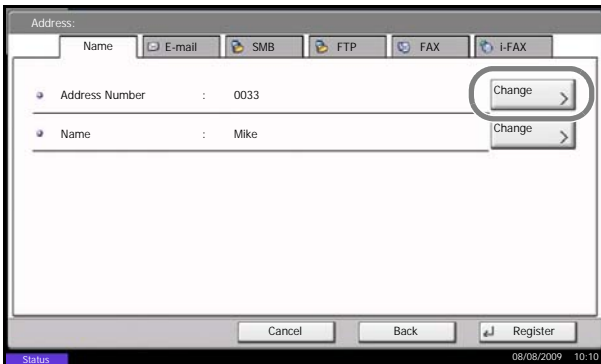 Address:
Name E-mail SMB FTP FAX i-FAX
Address Number : 0033 Change
Name : Mike Change
Cancel Back Register
Status 08/08/2009 10:10